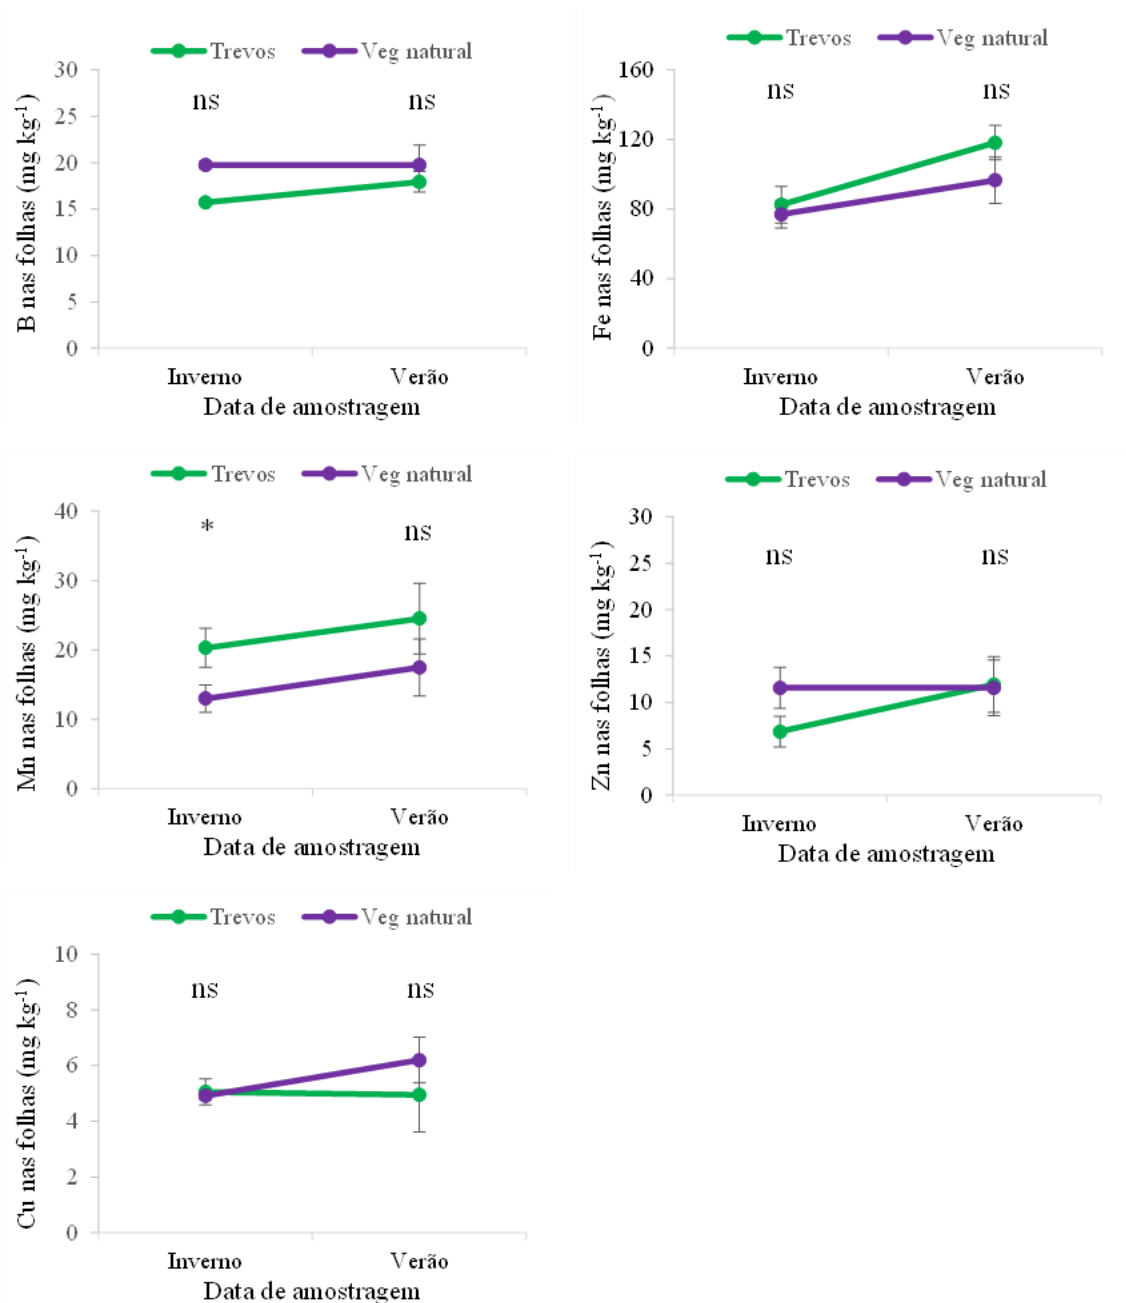 Trevos Veg natural
B nas folhas (mg kg-1)
30
25
20
15
10
5
0
ns ns
Inverno Verão
Data de amostragem
Trevos Veg natural
Fe nas folhas (mg kg-1)
160
120
80
40
0
ns ns
Inverno Verão
Data de amostragem
Trevos Veg natural
Mn nas folhas (mg kg-1)
40
30
20
10
0
* ns
Inverno Verão
Data de amostragem
Trevos Veg natural
Zn nas folhas (mg kg-1)
30
25
20
15
10
5
0
ns ns
Inverno Verão
Data de amostragem
Trevos Veg natural
Cu nas folhas (mg kg-1)
10
8
6
4
2
0
ns ns
Inverno Verão
Data de amostragem